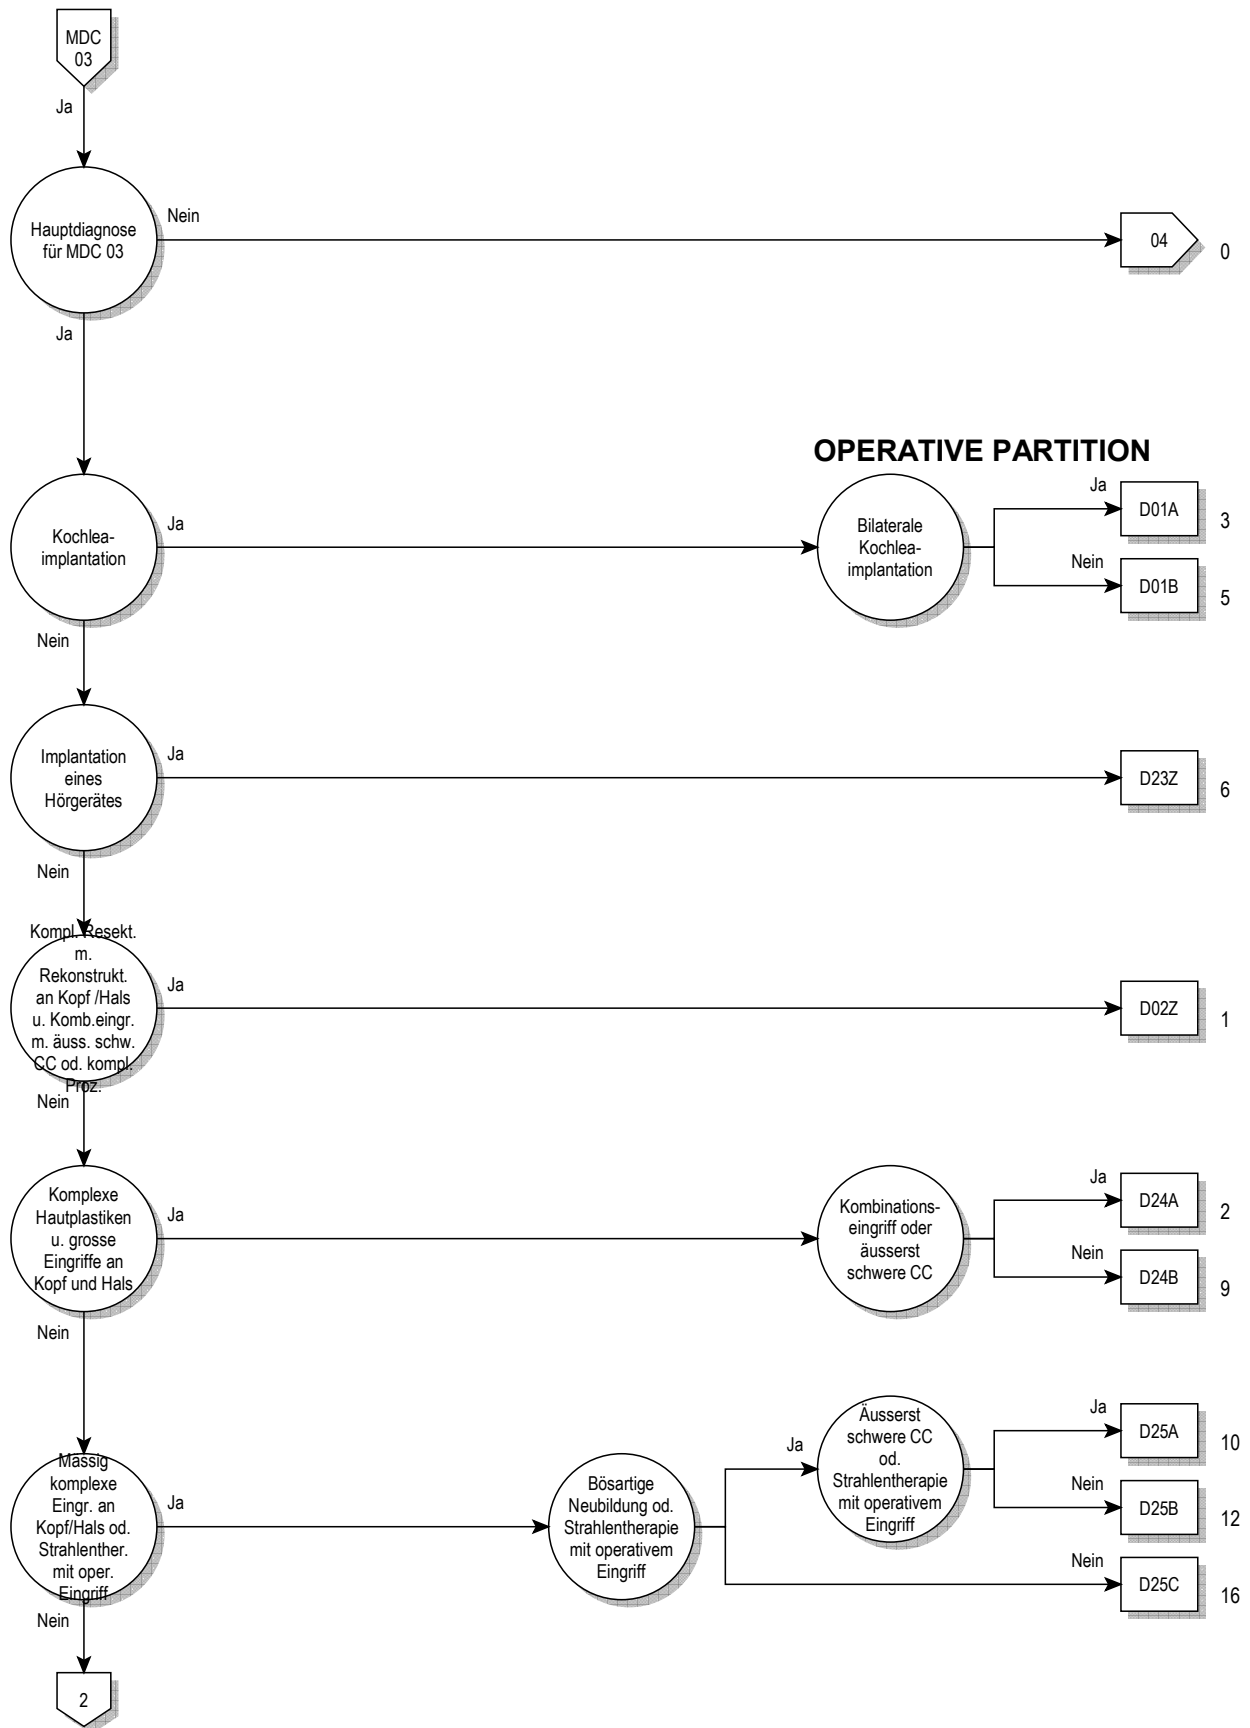 MDC
03
Ja
Hauptdiagnose
für MDC 03
Nein
04
0
Ja
OPERATIVE PARTITION
Kochlea-
implantation
Ja
Bilaterale
Kochlea-
implantation
Ja
D01A
3
Nein
D01B
5
Nein
Implantation
eines
Hörgerätes
Ja
D23Z
6
Nein
Kompl. Resekt.
m.
Rekonstrukt.
an Kopf /Hals
u. Komb.eingr.
m. äuss. schw.
CC od. kompl.
Proz.
Ja
D02Z
1
Nein
Komplexe
Hautplastiken
u. grosse
Eingriffe an
Kopf und Hals
Ja
Kombinations-
eingriff oder
äusserst
schwere CC
Ja
D24A
2
Nein
D24B
9
Nein
Mässig
komplexe
Eingr. an
Kopf/Hals od.
Strahlenther.
mit oper.
Eingriff
Ja
Bösartige
Neubildung od.
Strahlentherapie
mit operativem
Eingriff
Ja
Äusserst
schwere CC
od.
Strahlentherapie
mit operativem
Eingriff
Ja
D25A
10
Nein
D25B
12
Nein
D25C
16
Nein
2